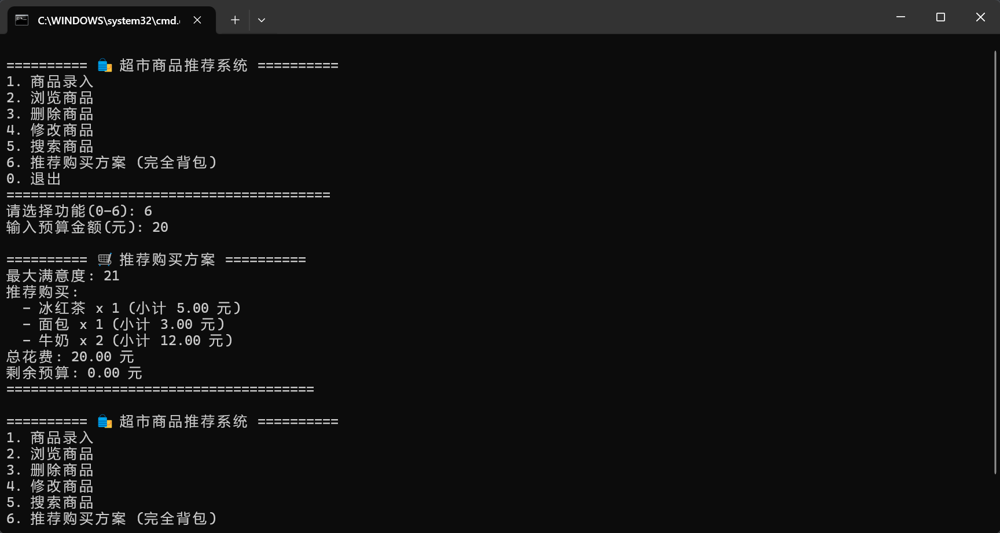 C:\WINDOWS\system32\cmd.
========== 🛍️ 超市商品推荐系统 ==========
1. 商品录入
2. 浏览商品
3. 删除商品
4. 修改商品
5. 搜索商品
6. 推荐购买方案 (完全背包)
0. 退出
========================================
请选择功能(0-6): 6
输入预算金额(元): 20
========== 🛒 推荐购买方案 ==========
最大满意度: 21
推荐购买:
  - 冰红茶 x 1 (小计 5.00 元)
  - 面包 x 1 (小计 3.00 元)
  - 牛奶 x 2 (小计 12.00 元)
总花费: 20.00 元
剩余预算: 0.00 元
======================================
========== 🛍️ 超市商品推荐系统 ==========
1. 商品录入
2. 浏览商品
3. 删除商品
4. 修改商品
5. 搜索商品
6. 推荐购买方案 (完全背包)